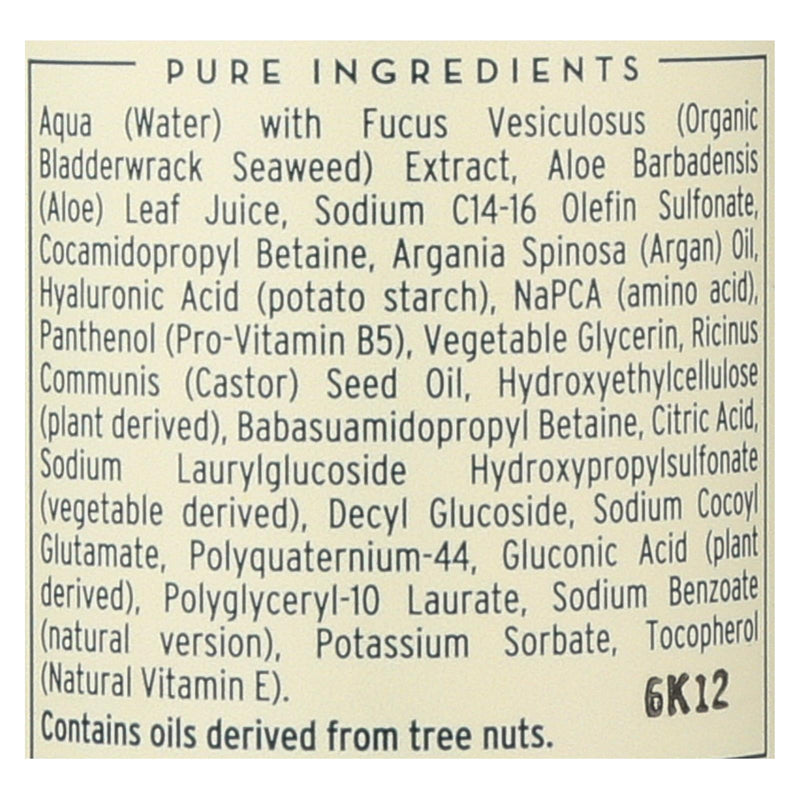 PURE INGREDIENTS
Aqua (Water) with Fucus Vesiculosus (Organic
Bladderwrack Seaweed) Extract, Aloe Barbadensis
(Aloe) Leaf Juice, Sodium C14-16 Olefin Sulfonate,
Cocamidopropyl Betaine, Argania Spinosa (Argan) Oil,
Hyaluronic Acid (potato starch), NaPCA (amino acid),
Panthenol (Pro-Vitamin B5), Vegetable Glycerin, Ricinus
Communis (Castor) Seed Oil, Hydroxyethylcellulose
(plant derived), Babasuamidopropyl Betaine, Citric Acid,
Sodium Laurylglucoside Hydroxypropylsulfonate
(vegetable derived), Decyl Glucoside, Sodium Cocoyl
Glutamate, Polyquaternium-44, Gluconic Acid (plant
derived), Polyglyceryl-10 Laurate, Sodium Benzoate
(natural version), Potassium Sorbate, Tocopherol
(Natural Vitamin E).
6K12
Contains oils derived from tree nuts.